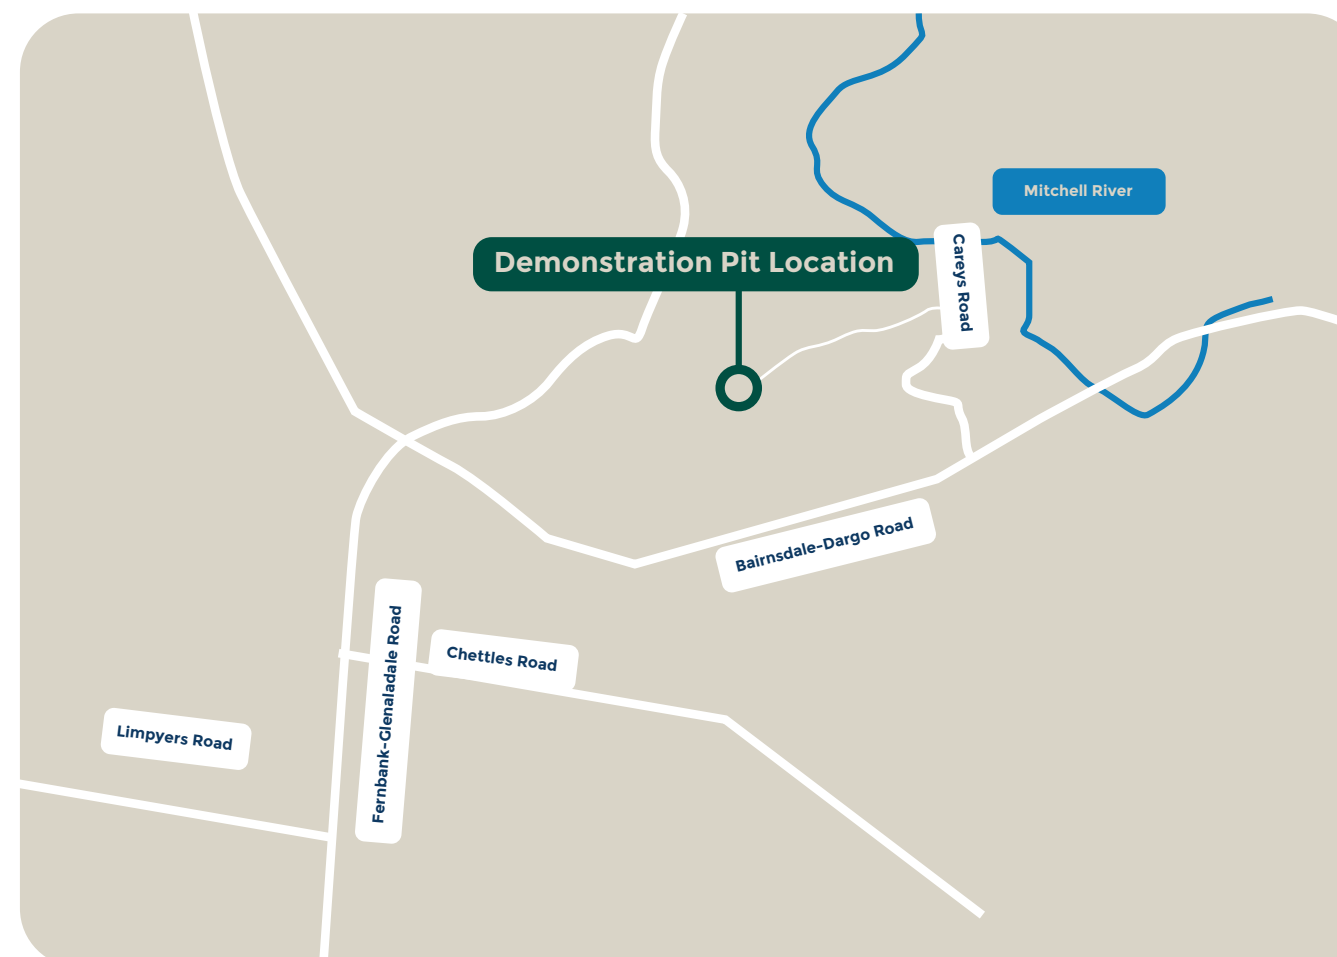 Mitchell River
Demonstration Pit Location
Careys Road
Bairnsdale-Dargo Road
Fernbank-Glenaladale Road
Chettles Road
Limpyers Road